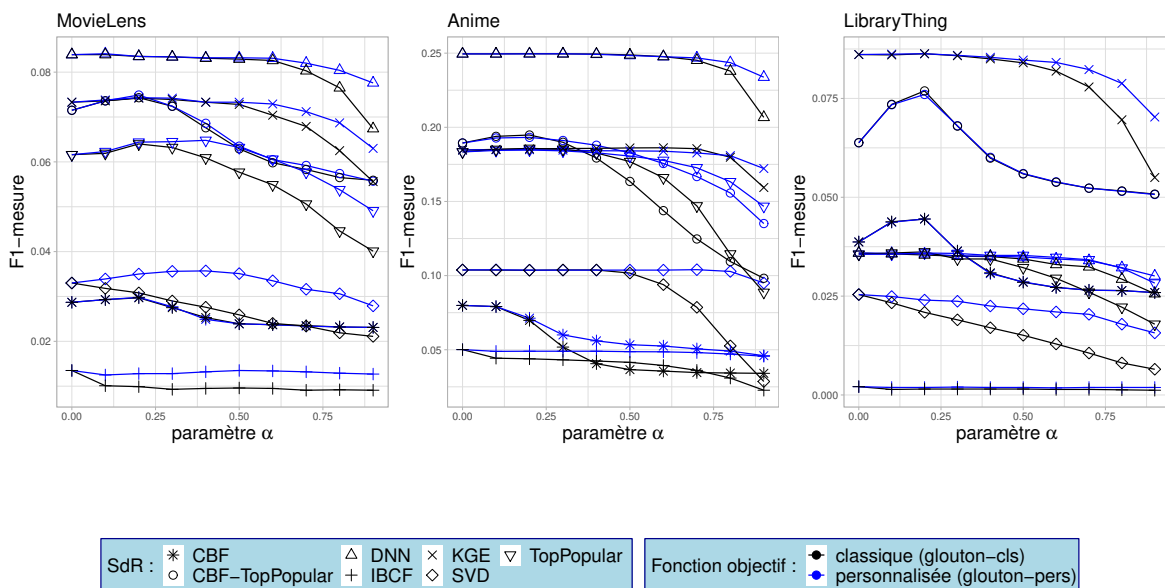 MovieLens
Anime
LibraryThing
F1−mesure
0.08
0.06
0.04
0.02
0.00
0.25
0.50
0.75
paramètre α
F1−mesure
0.25
0.20
0.15
0.10
0.05
0.00
0.25
0.50
0.75
paramètre α
F1−mesure
0.075
0.050
0.025
0.000
0.00
0.25
0.50
0.75
paramètre α
SdR :
CBF
DNN
KGE
TopPopular
CBF−TopPopular
IBCF
SVD
Fonction objectif :
classique (glouton−cls)
personnalisée (glouton−pers)